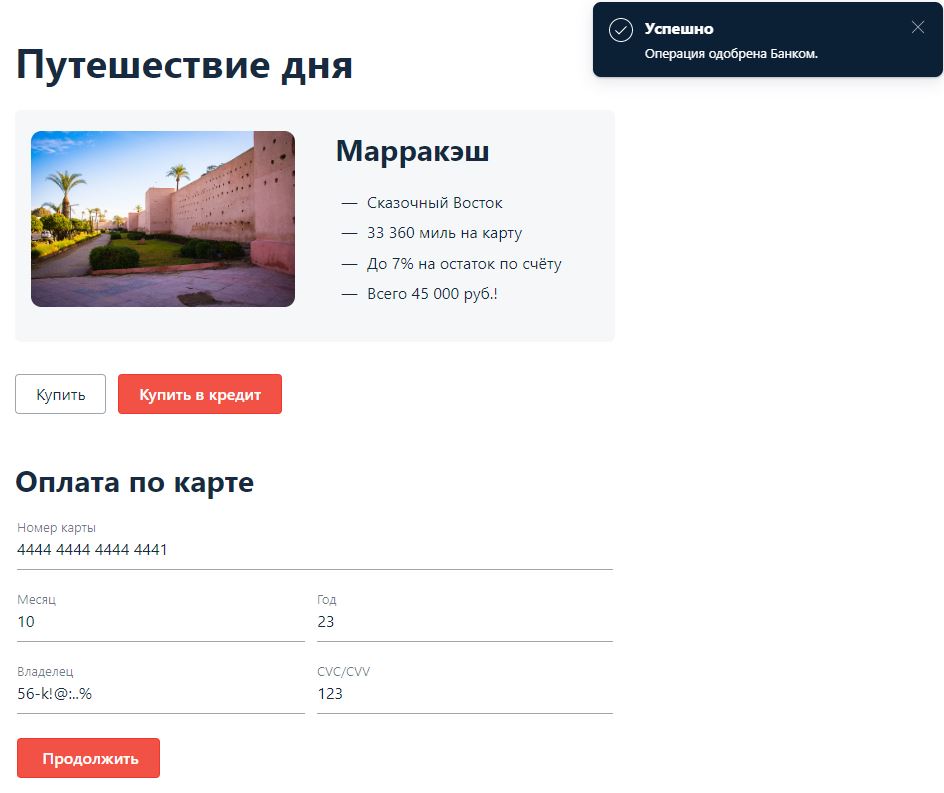 Успешно
Операция одобрена Банком.
Путешествие дня
Марракэш
— Сказочный Восток
— 33 360 миль на карту
— До 7% на остаток по счёту
— Всего 45 000 руб.!
Купить
Купить в кредит
Оплата по карте
Номер карты
4444 4444 4444 4441
Месяц
Год
10
23
Владелец
CVC/CVV
56-k!@:..%
123
Продолжить